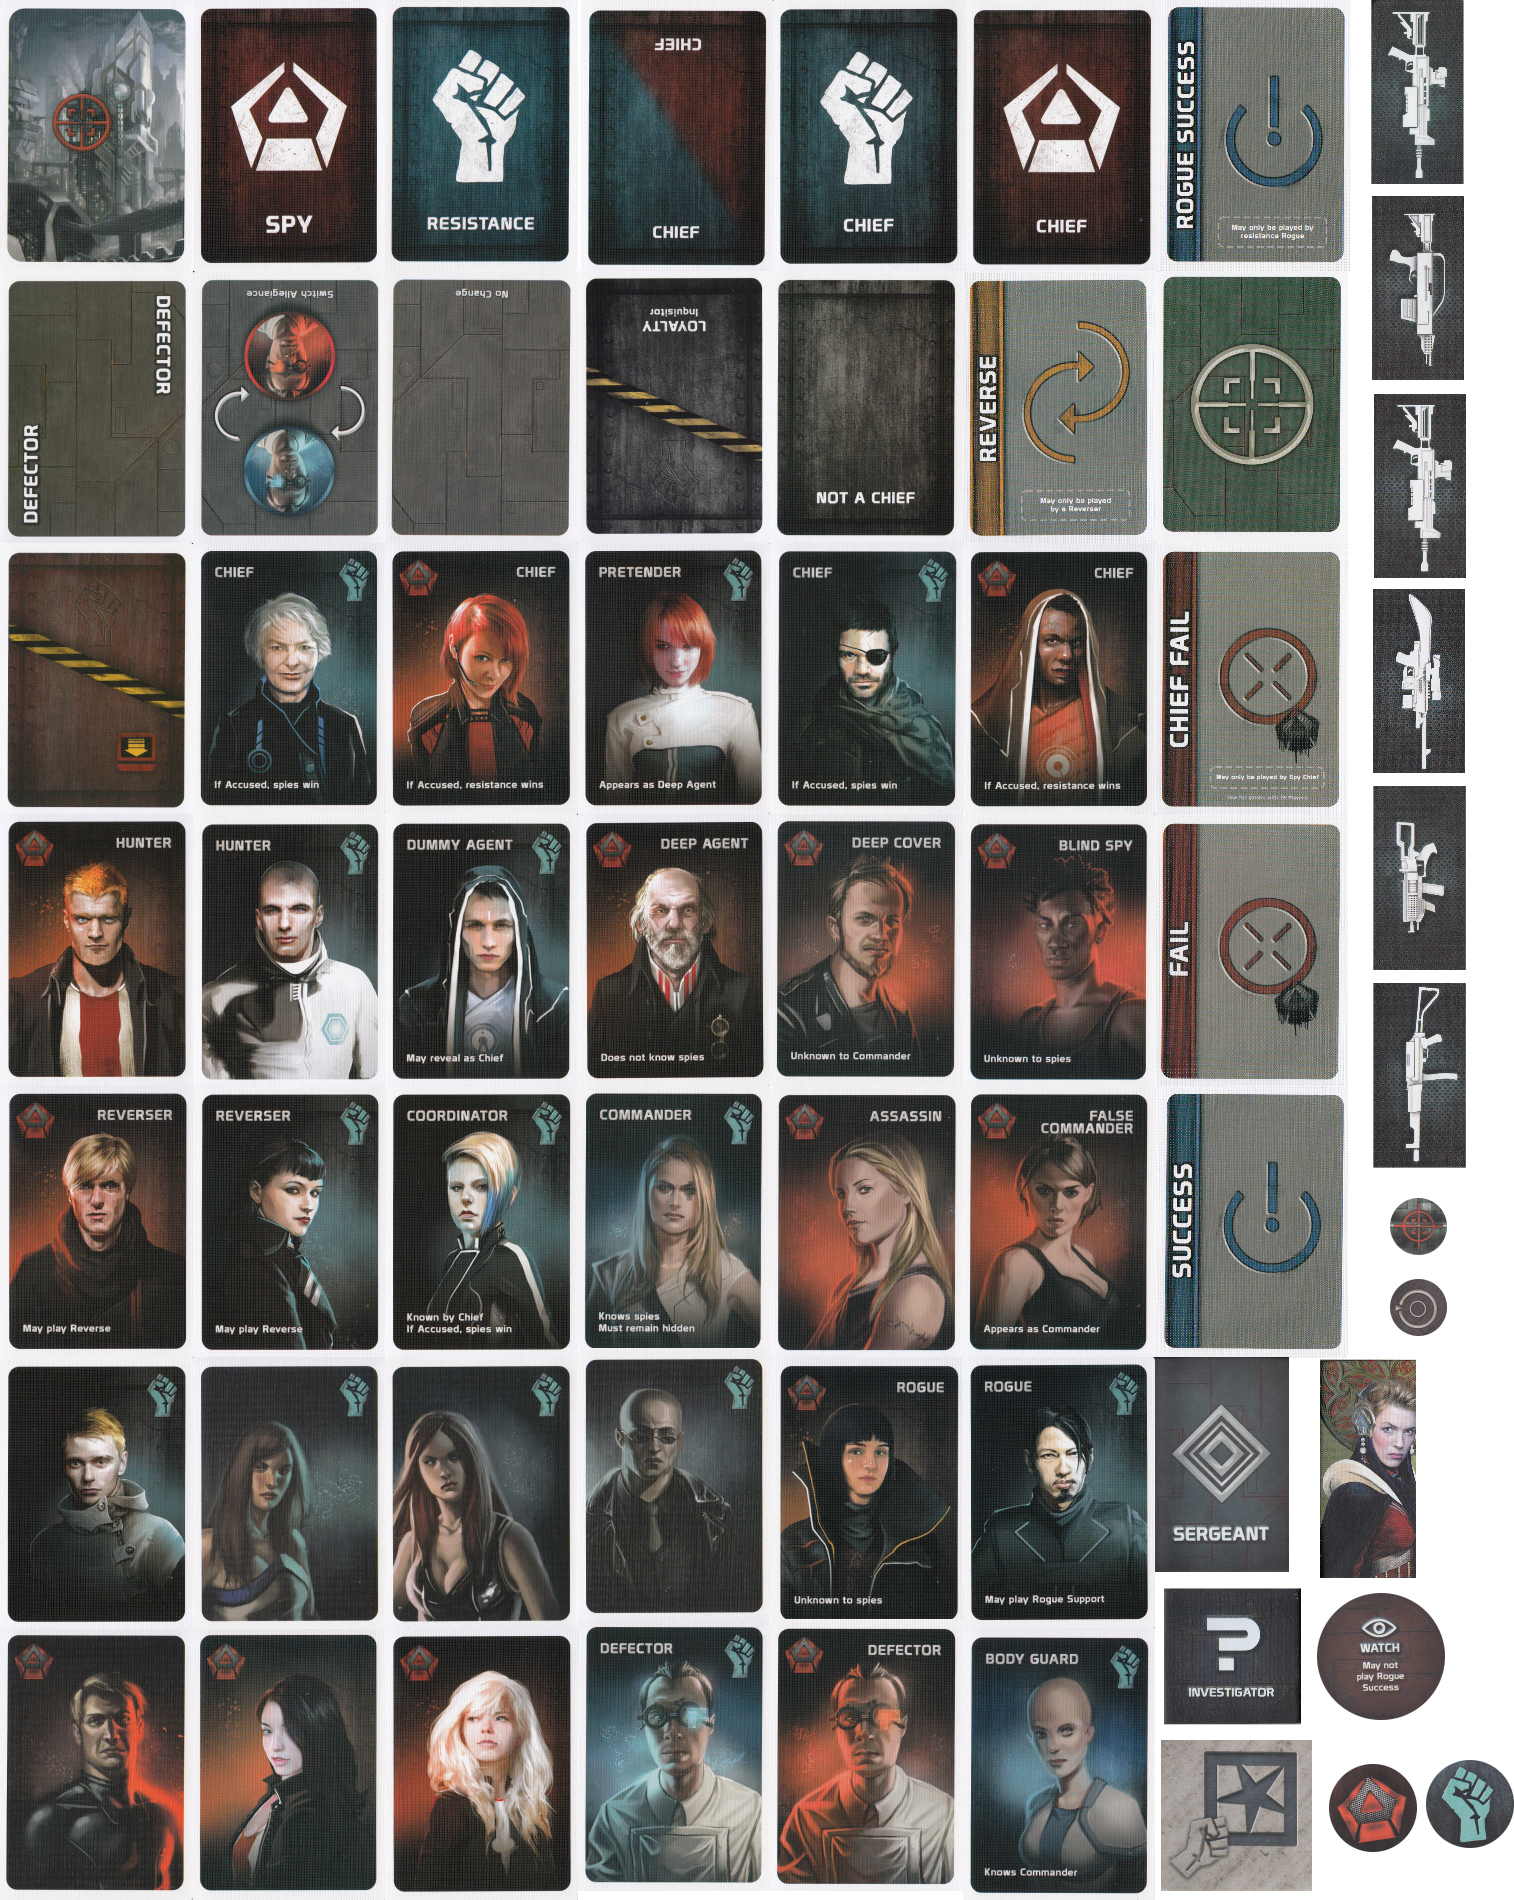 SPY
RESISTANCE
CHIEF
CHIEF
CHIEF
CHIEF
ROGUE SUCCESS
May only be played by
resistance Rogue
DEFECTOR
DEFECTOR
Switch Allegiance
No Change
LOYALTY
Inquisitor
NOT A CHIEF
REVERSE
May only be played
by a Reverser
CHIEF
If Accused, spies win
CHIEF
If Accused, resistance wins
PRETENDER
Appears as Deep Agent
CHIEF
If Accused, spies win
CHIEF
If Accused, resistance wins
CHIEF FAIL
May only be played by Spy Chief
HUNTER
HUNTER
DUMMY AGENT
May reveal as Chief
DEEP AGENT
Does not know spies
DEEP COVER
Unknown to Commander
BLIND SPY
Unknown to spies
FAIL
REVERSER
May play Reverse
REVERSER
May play Reverse
COORDINATOR
Known by Chief
If Accused, spies win
COMMANDER
Knows spies
Must remain hidden
ASSASSIN
FALSE
COMMANDER
Appears as Commander
SUCCESS
ROGUE
Unknown to spies
ROGUE
May play Rogue Support
SERGEANT
INVESTIGATOR
WATCH
May not
play Rogue
Success
DEFECTOR
DEFECTOR
BODY GUARD
Knows Commander